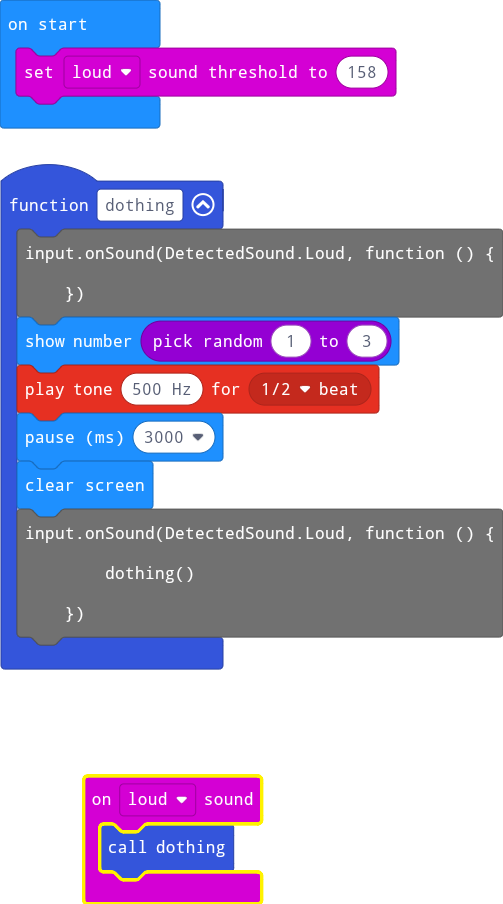 on start
set loud sound threshold to 158
function dothing
input.onSound(DetectedSound.Loud, function () {
})
show number pick random 1 to 3
play tone 500 Hz for 1/2 beat
pause (ms) 3000
clear screen
input.onSound(DetectedSound.Loud, function () {
dothing()
})
on loud sound
call dothing